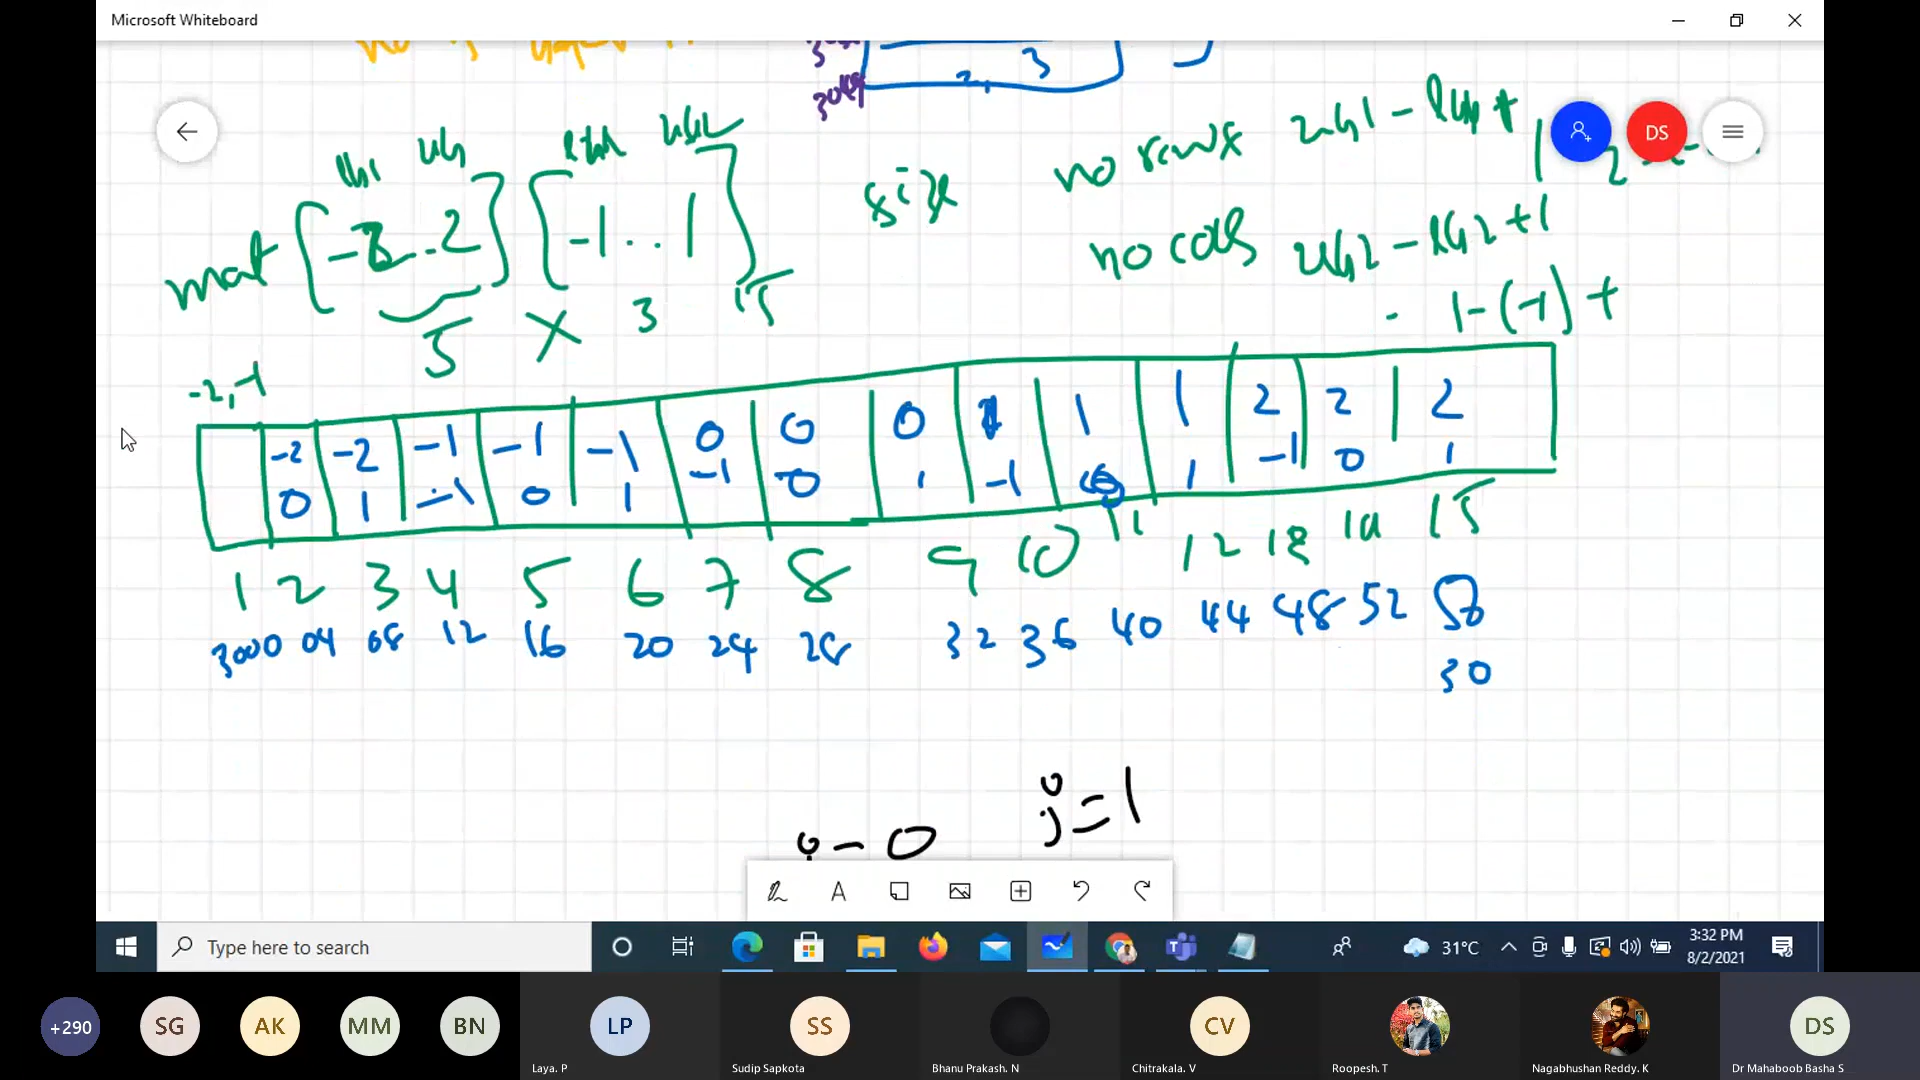 Microsoft Whiteboard
3
DS
size
no rows
no cols ub2 - lb2 + 1
mat [-2..2] [-1..1]
1-(-1)+
5 X 3
15
-2,-1
-2 -2 -1 -1 -1 0 0 0 1 1 1 2 2 2
0 1 -1 0 1 -1 0 1 -1 0 1 -1 0 1
1 2 3 4 5 6 7 8 9 10 11 12 13 14 15
3000 04 08 12 16 20 24 28 32 36 40 44 48 52
30
j=1
i - 0
A
Type here to search
31°C
3:32 PM
8/2/2021
+290
SG
AK
MM
BN
LP
SS
CV
DS
Laya. P
Sudip Sapkota
Bhanu Prakash. N
Chitrakala. V
Roopesh. T
Nagabhushan Reddy. K
Dr Mahaboob Basha S